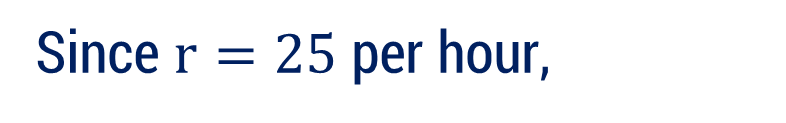 Since r = 25 per hour,